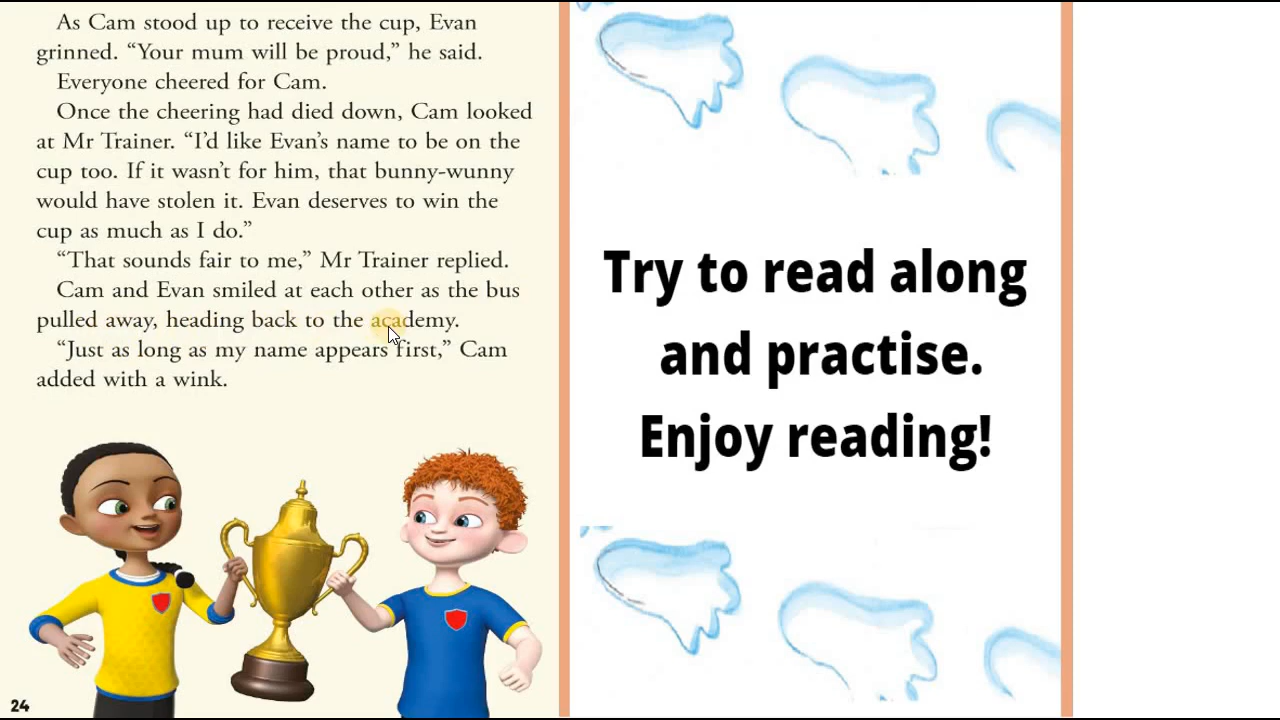 As Cam stood up to receive the cup, Evan
grinned. “Your mum will be proud,” he said.
Everyone cheered for Cam.
Once the cheering had died down, Cam looked
at Mr Trainer. “I’d like Evan’s name to be on the
cup too. If it wasn’t for him, that bunny-wunny
would have stolen it. Evan deserves to win the
cup as much as I do.”
“That sounds fair to me,” Mr Trainer replied.
Cam and Evan smiled at each other as the bus
pulled away, heading back to the academy.
“Just as long as my name appears first,” Cam
added with a wink.
24
Try to read along
and practise.
Enjoy reading!